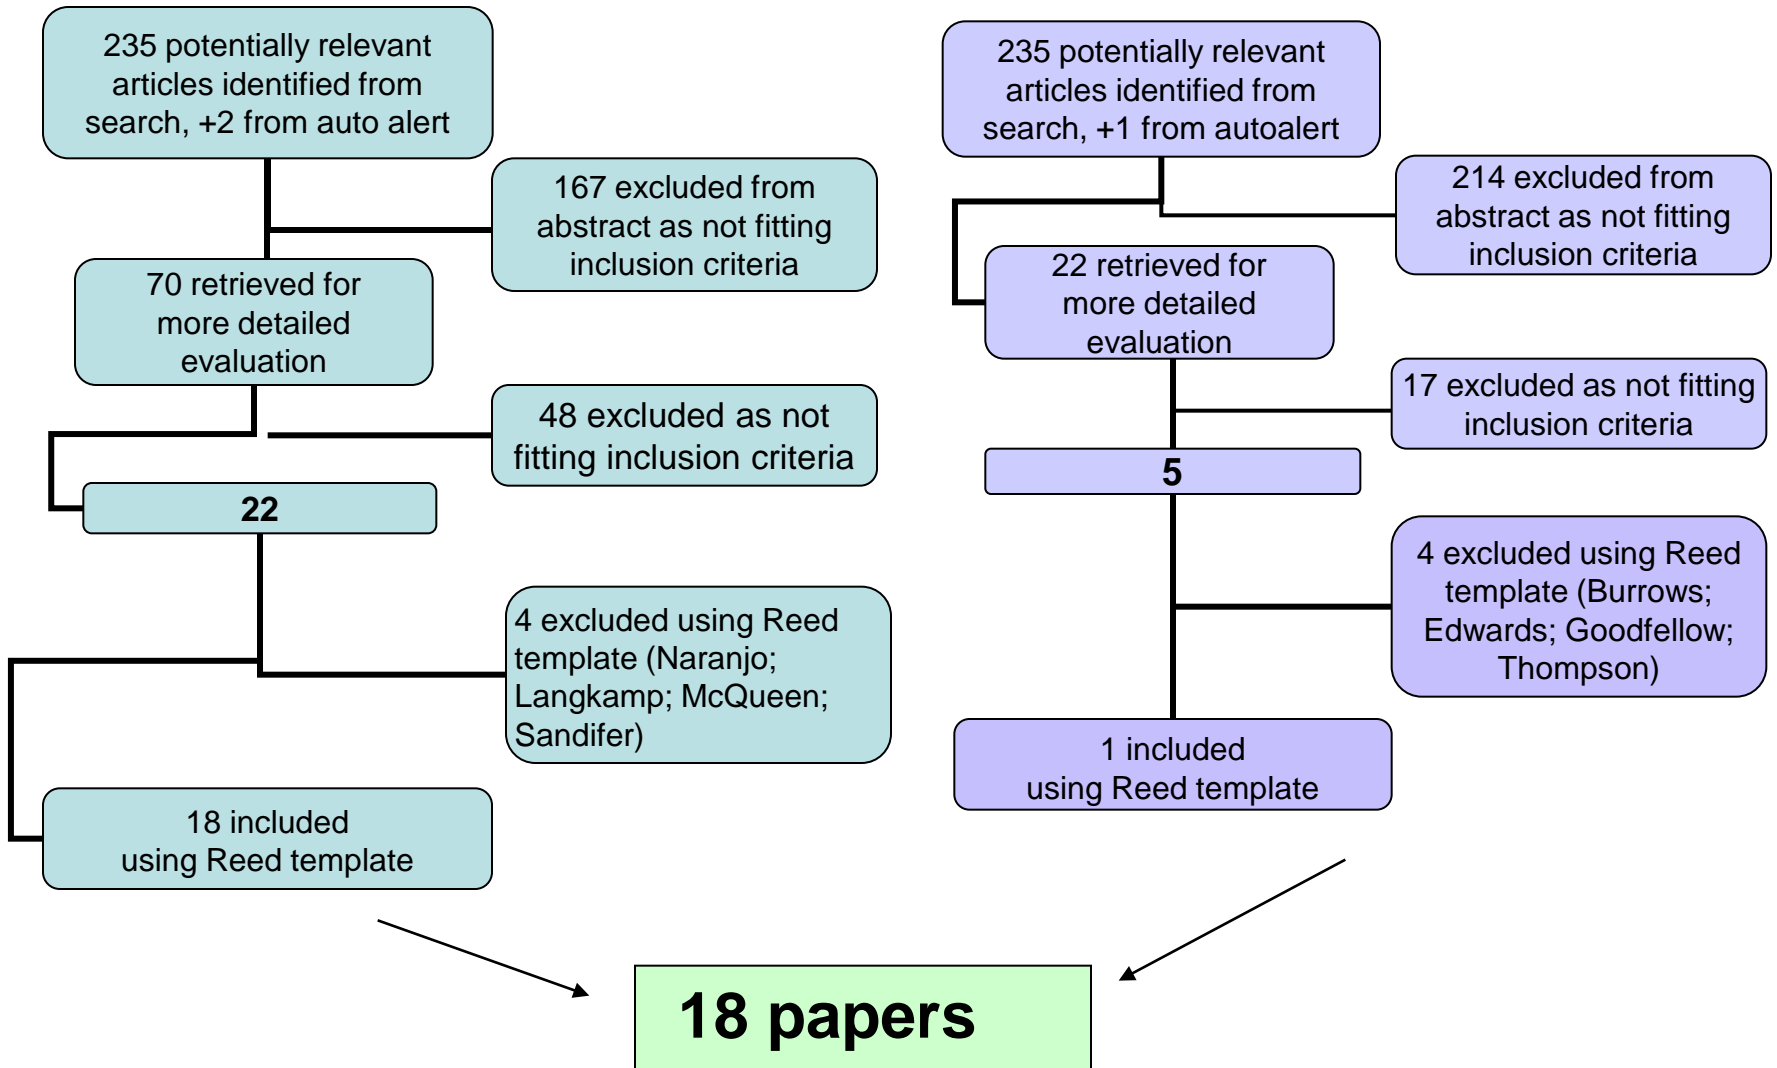 235 potentially relevant
articles identified from
search, +2 from auto alert
167 excluded from
abstract as not fitting
inclusion criteria
70 retrieved for
more detailed
evaluation
48 excluded as not
fitting inclusion criteria
22
4 excluded using Reed
template (Naranjo;
Langkamp; McQueen;
Sandifer)
18 included
using Reed template
235 potentially relevant
articles identified from
search, +1 from autoalert
214 excluded from
abstract as not fitting
inclusion criteria
22 retrieved for
more detailed
evaluation
17 excluded as not fitting
inclusion criteria
5
4 excluded using Reed
template (Burrows;
Edwards; Goodfellow;
Thompson)
1 included
using Reed template
18 papers